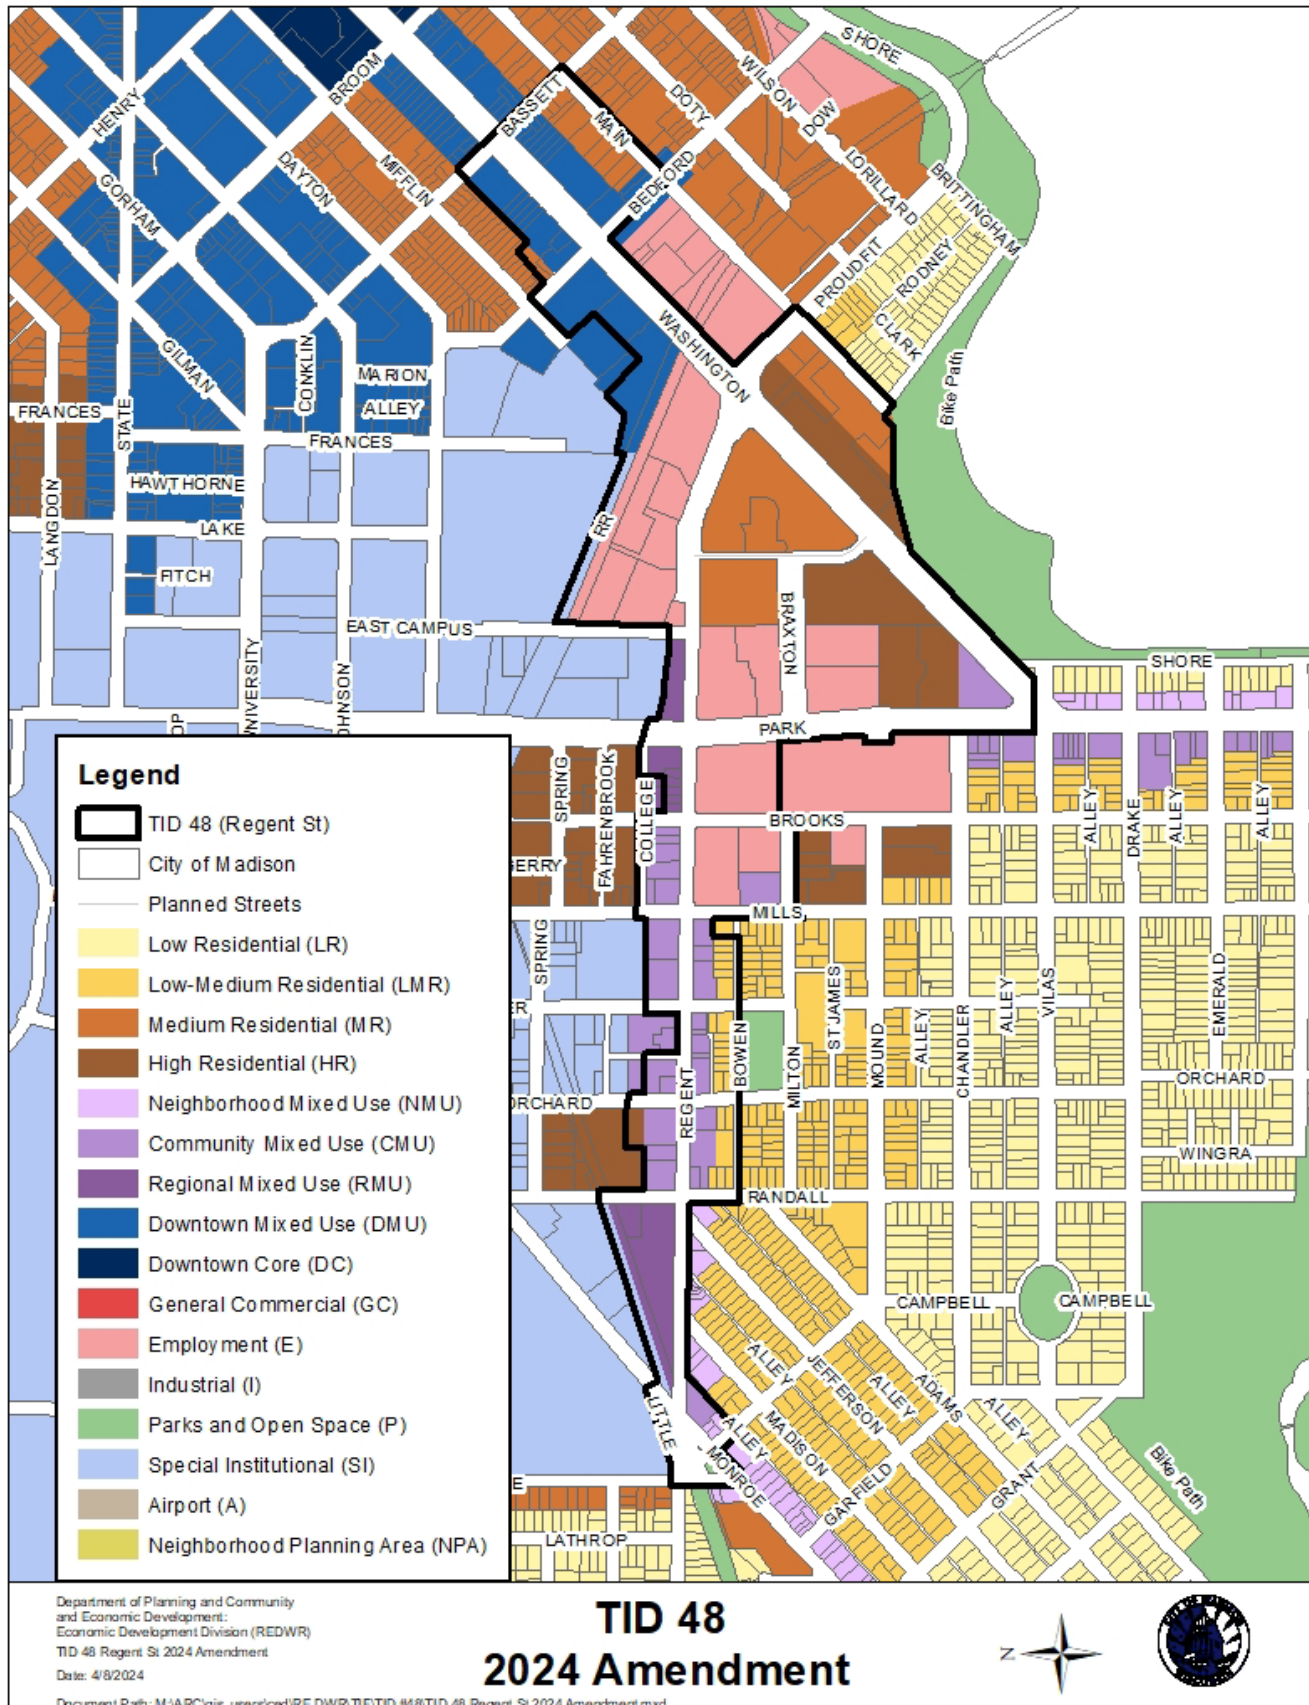 SHORE
WILSON
BROOM
BASSETT
DOTY
HENRY
MAIN
DOW
DAYTON
MIFFLIN
LORILLARD
BEDFORD
BRITTINGHAM
GORHAM
PROUDFIT
RODNEY
CLARK
WASHINGTON
GILMAN
CONKLIN
MARION
ALLEY
Bike Path
FRANCES
STATE
FRANCES
HAWTHORNE
LANGDON
LAKE
RR
FITCH
BRAXTON
EAST CAMPUS
SHORE
PARK
Legend
TID 48 (Regent St)
City of Madison
Planned Streets
Low Residential (LR)
Low-Medium Residential (LMR)
Medium Residential (MR)
High Residential (HR)
Neighborhood Mixed Use (NMU)
Community Mixed Use (CMU)
Regional Mixed Use (RMU)
Downtown Mixed Use (DMU)
Downtown Core (DC)
General Commercial (GC)
Employment (E)
Industrial (I)
Parks and Open Space (P)
Special Institutional (SI)
Airport (A)
Neighborhood Planning Area (NPA)
SPRING
FAHRENBROOK
COLLEGE
ALLEY
DRAKE
ALLEY
ALLEY
BROOKS
MILLS
SPRING
STJAMES
ALLEY
VILAS
EMERALD
BOWEN
MILTON
MOUND
ALLEY
CHANDLER
ORCHARD
REGENT
WINGRA
RANDALL
CAMPBELL
CAMPBELL
ALLEY
JEFFERSON
ALLEY
ADAMS
ALLEY
LITTLE
ALLEY
MADISON
MONROE
GARFIELD
GRANT
Bike Path
E
LATHROP
Department of Planning and Community
and Economic Development:
Economic Development Division (REDWR)
TID 48 Regent St 2024 Amendment
Date: 4/8/2024
TID 48
2024 Amendment
N